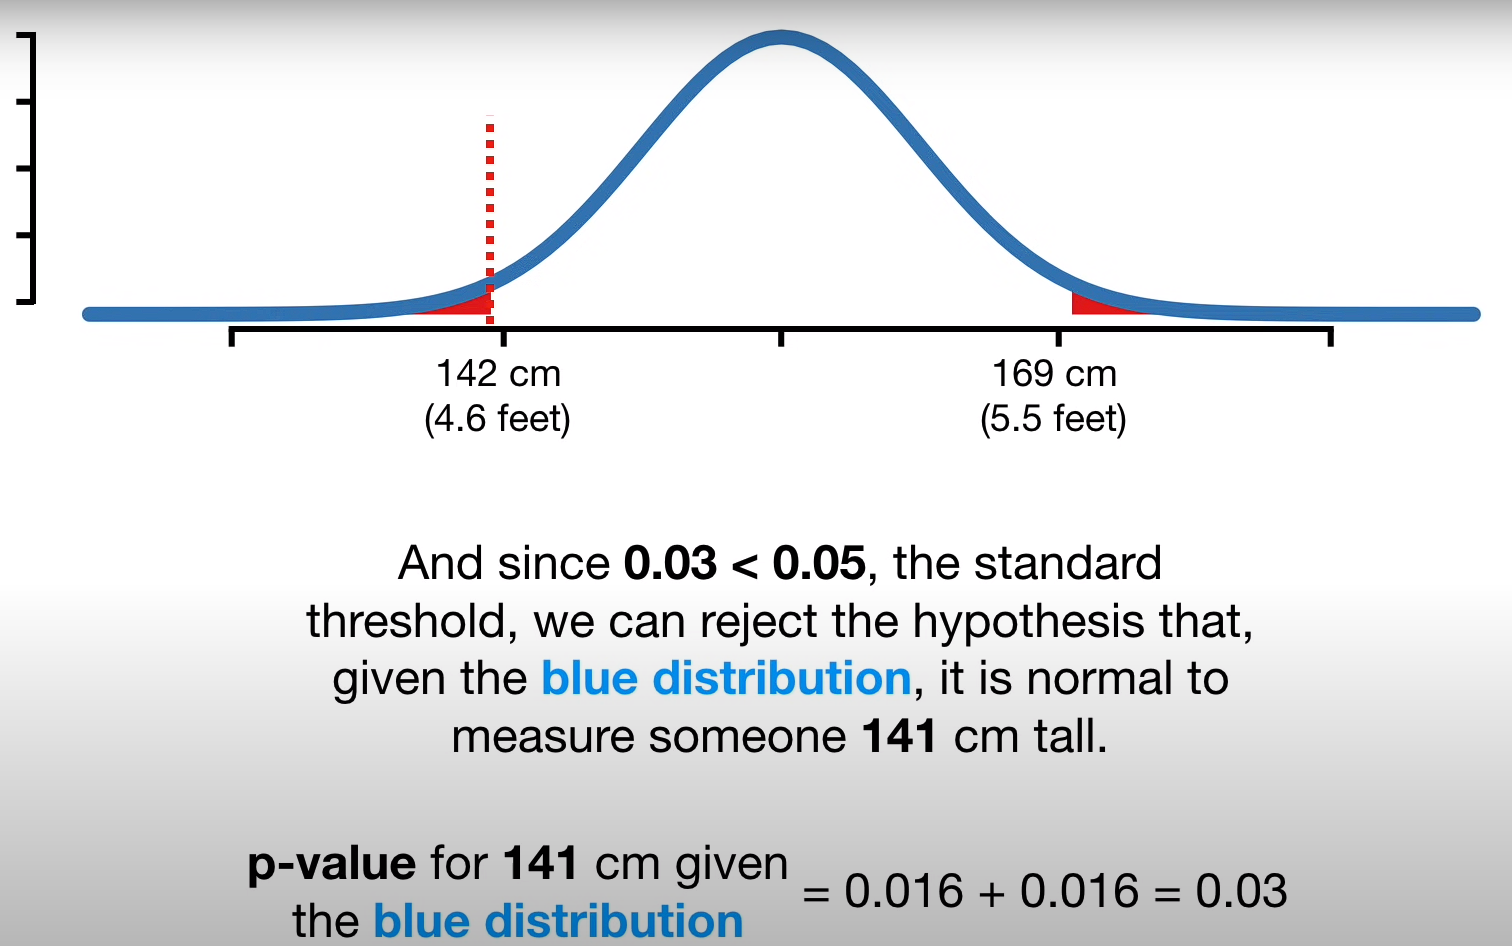 142 cm
(4.6 feet)
169 cm
(5.5 feet)
And since 0.03 < 0.05, the standard
threshold, we can reject the hypothesis that,
given the blue distribution, it is normal to
measure someone 141 cm tall.
p-value for 141 cm given
the blue distribution
= 0.016 + 0.016 = 0.03